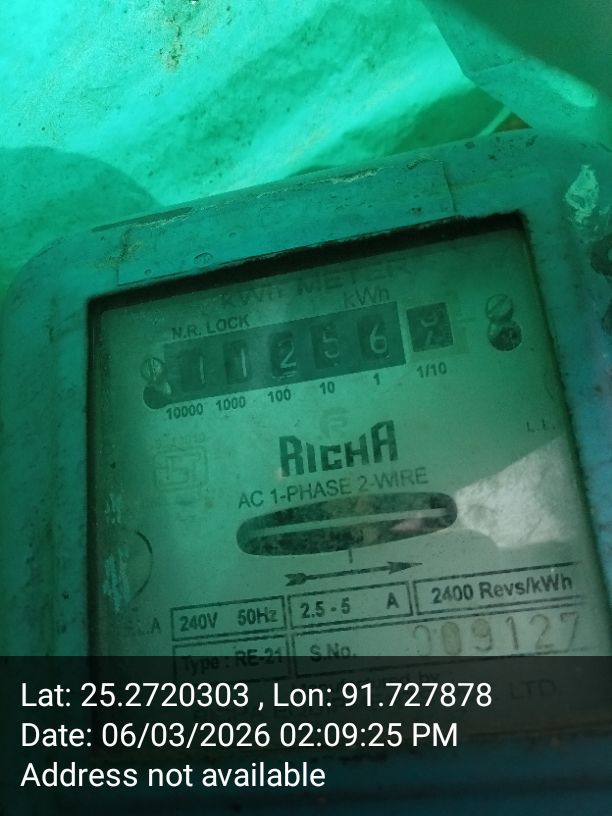 kWh METER
kWh
N.R. LOCK
1 1 2 5 6
10000 1000 100 10 1 1/10
RICHA
AC 1-PHASE 2-WIRE
240V 50Hz 2.5 - 5 A 2400 Revs/kWh
Type : RE-21 S.No. 009127
LTD.
Lat: 25.2720303 , Lon: 91.727878
Date: 06/03/2026 02:09:25 PM
Address not available